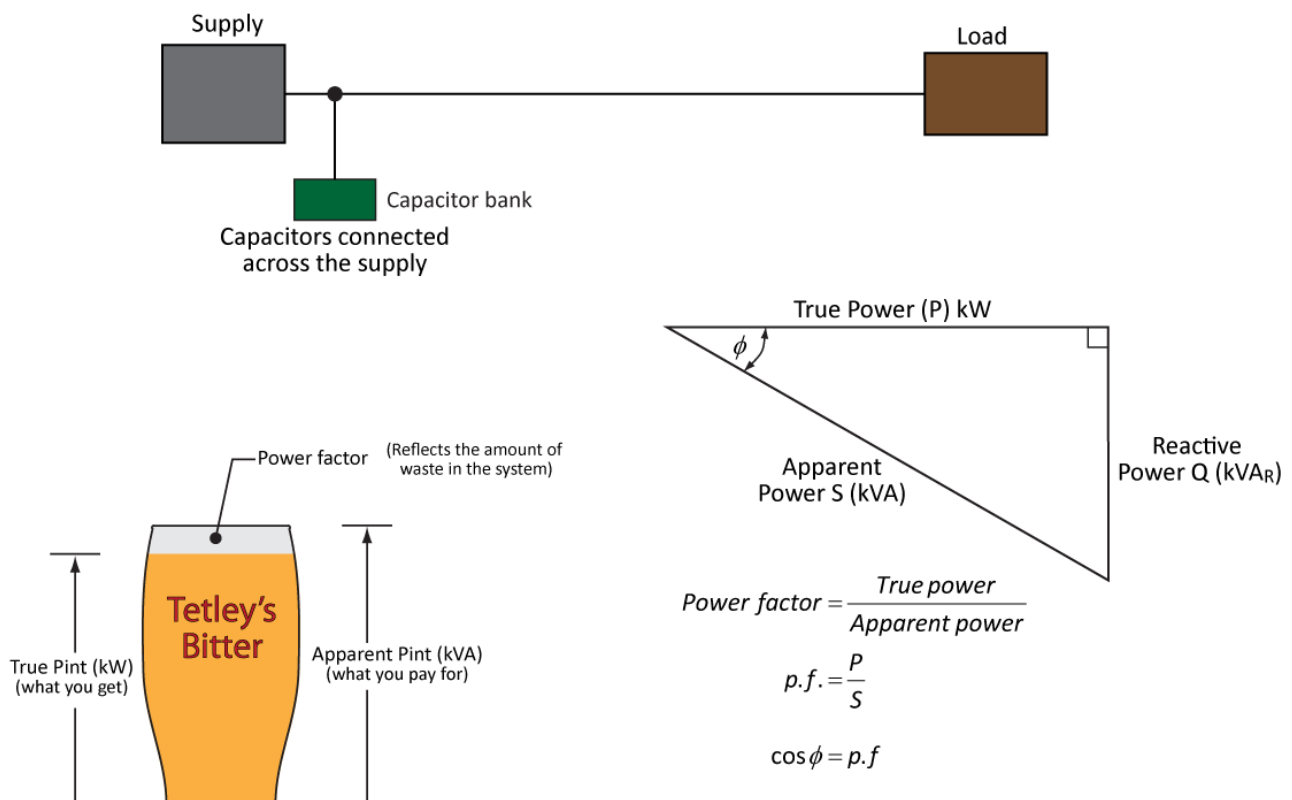 Supply
Load
Capacitor bank
Capacitors connected
across the supply
True Power (P) kW
ϕ
Apparent
Power S (kVA)
Reactive
Power Q (kVAR)
Power factor
(Reflects the amount of
waste in the system)
Tetley's
Bitter
True Pint (kW)
(what you get)
Apparent Pint (kVA)
(what you pay for)
Power factor = True power / Apparent power
p.f. = P / S
cos ϕ = p.f